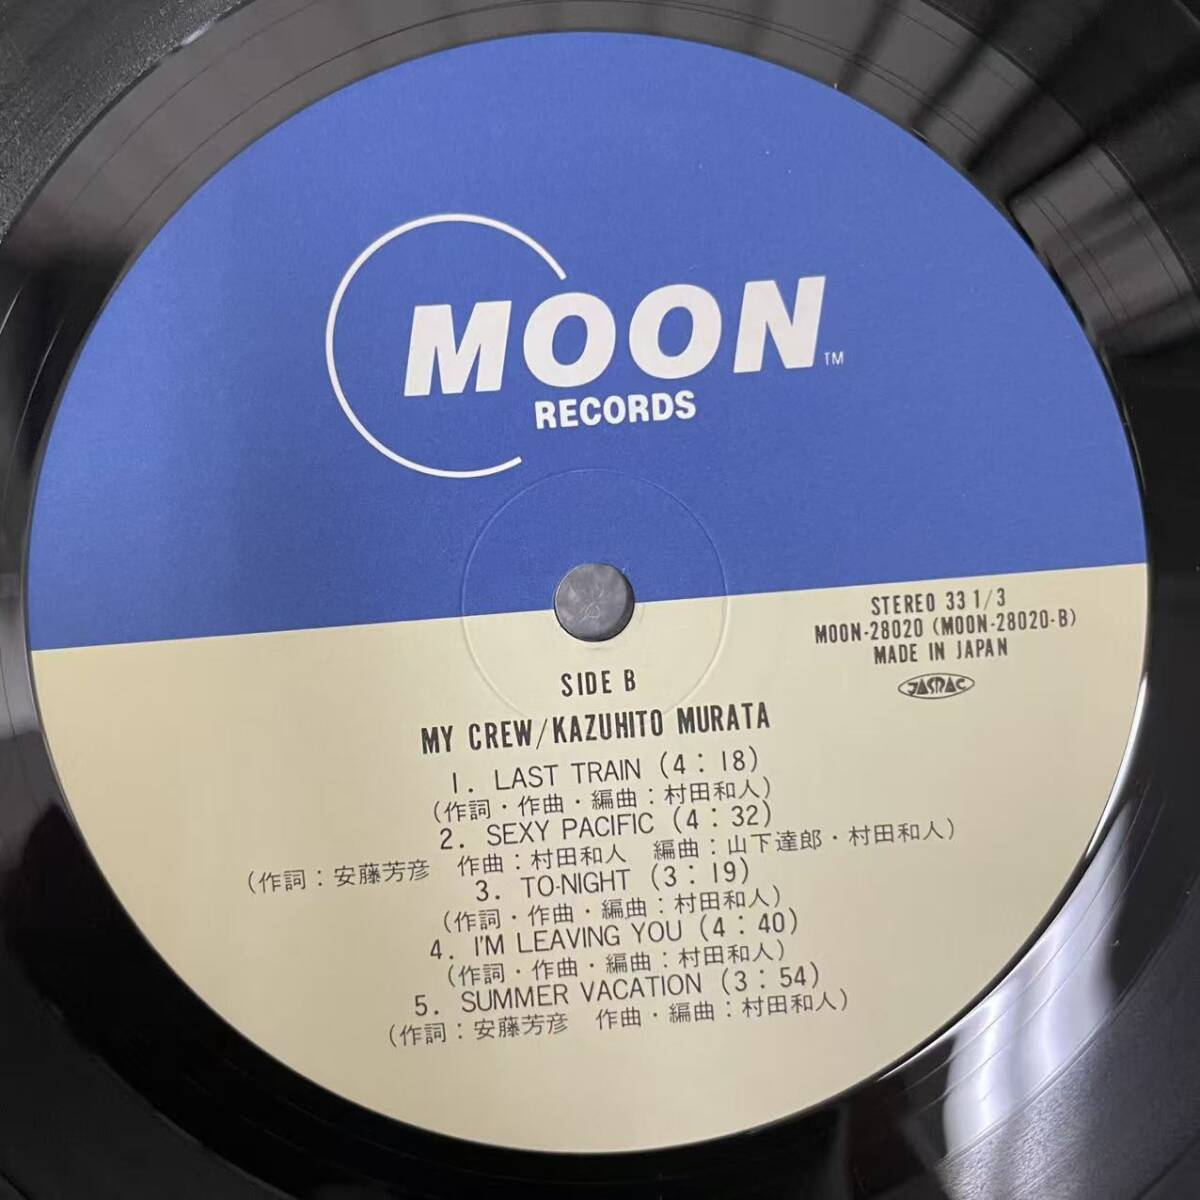 MOON
TM
RECORDS
STEREO 33 1/3
MOON-28020 (MOON-28020-B)
MADE IN JAPAN
JASRAC
SIDE B
MY CREW/KAZUHITO MURATA
1. LAST TRAIN (4:18)
(作詞・作曲・編曲:村田和人)
2. SEXY PACIFIC (4:32)
(作詞:安藤芳彦 作曲:村田和人 編曲:山下達郎・村田和人)
3. TO-NIGHT (3:19)
(作詞・作曲・編曲:村田和人)
4. I'M LEAVING YOU (4:40)
(作詞・作曲・編曲:村田和人)
5. SUMMER VACATION (3:54)
(作詞:安藤芳彦 作曲・編曲:村田和人)